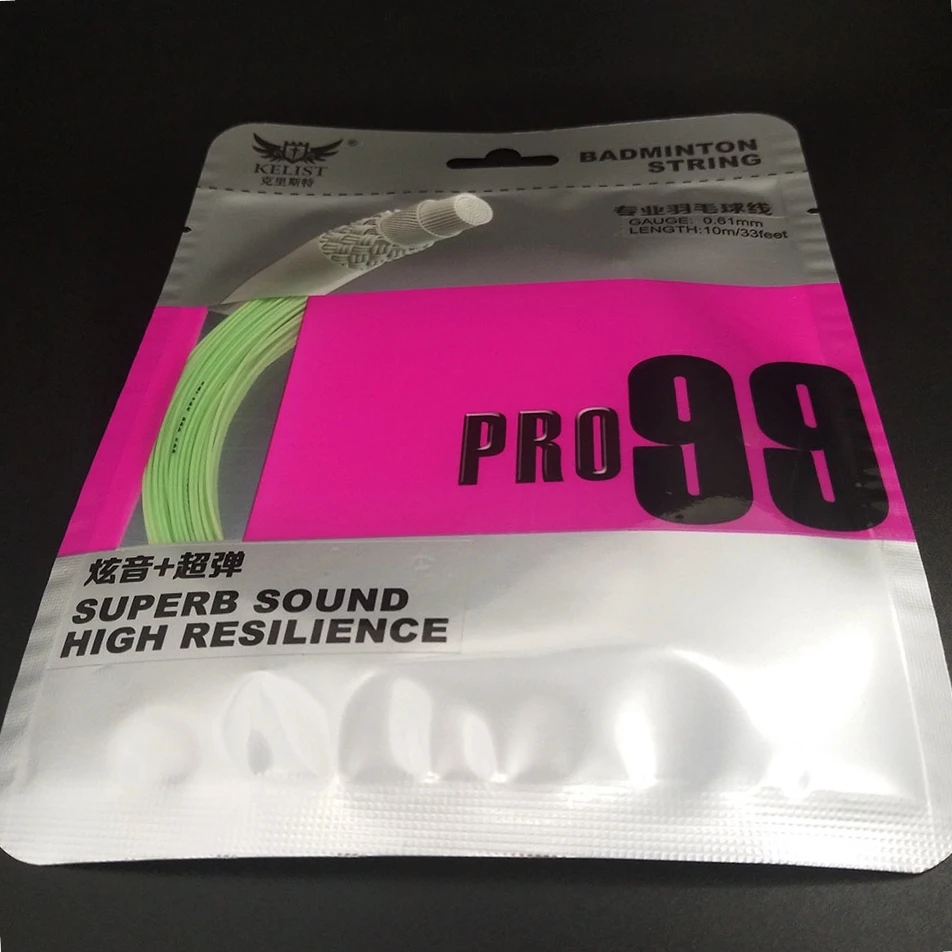 KELIST
®
克里斯特
BADMINTON
STRING
专业羽毛球线
GAUGE: 0.61mm
LENGTH:10m/33feet
PRO99
炫音+超弹
SUPERB SOUND
HIGH RESILIENCE